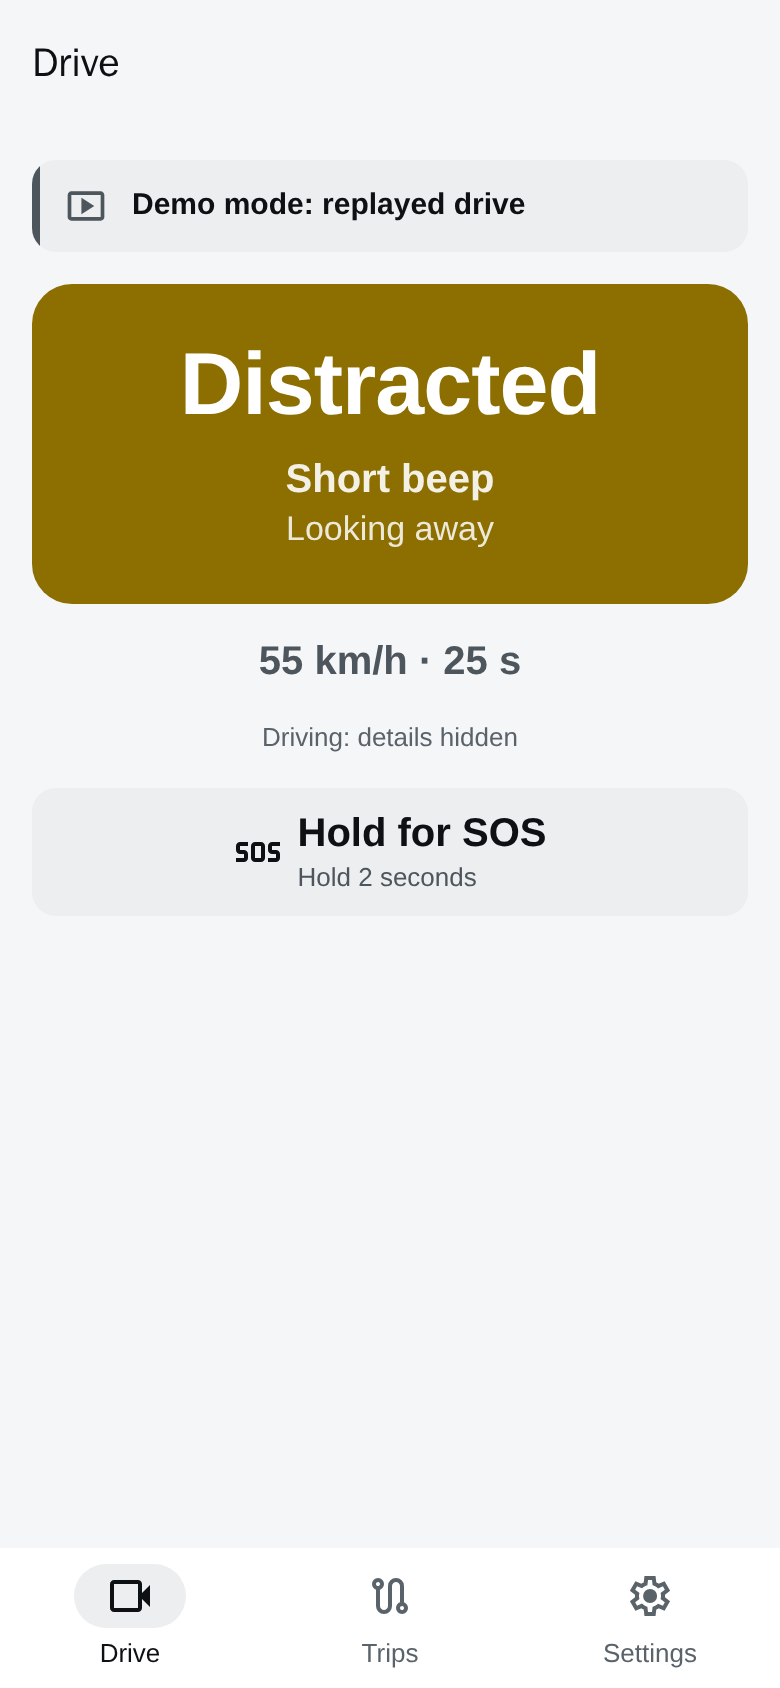 Drive
Demo mode: replayed drive
Distracted
Short beep
Looking away
55 km/h · 25 s
Driving: details hidden
SOS
Hold for SOS
Hold 2 seconds
Drive
Trips
Settings